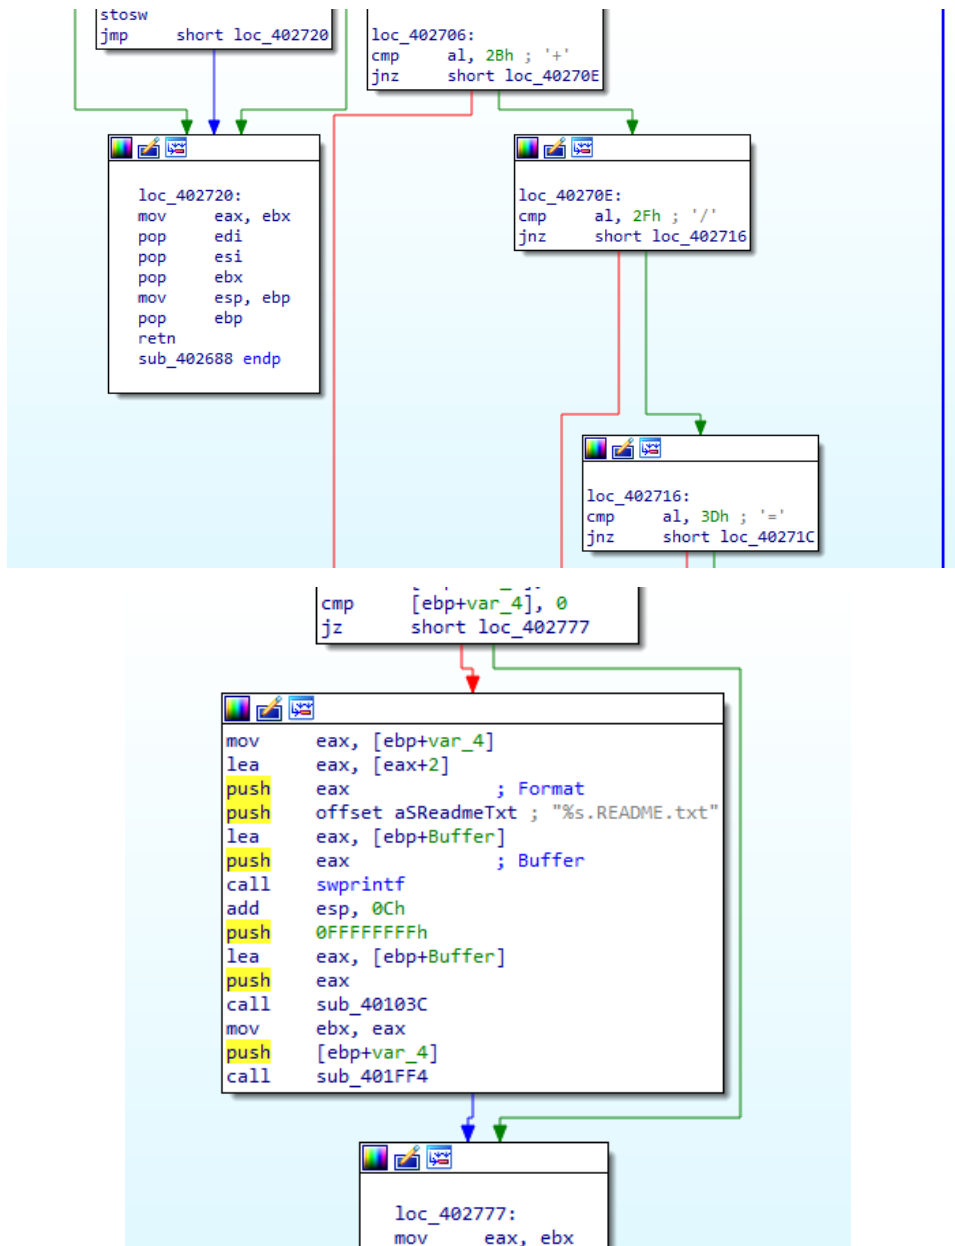 stosw
jmp short loc_402720
loc_402706:
cmp al, 2Bh ; '+'
jnz short loc_40270E
loc_402720:
mov eax, ebx
pop edi
pop esi
pop ebx
mov esp, ebp
pop ebp
retn
sub_402688 endp
loc_40270E:
cmp al, 2Fh ; '/'
jnz short loc_402716
loc_402716:
cmp al, 3Dh ; '='
jnz short loc_40271C
cmp [ebp+var_4], 0
jz short loc_402777
mov eax, [ebp+var_4]
lea eax, [eax+2]
push eax ; Format
push offset aSReadmeTxt ; "%s.README.txt"
lea eax, [ebp+Buffer]
push eax ; Buffer
call swprintf
add esp, 0Ch
push 0FFFFFFFFh
lea eax, [ebp+Buffer]
push eax
call sub_40103C
mov ebx, eax
push [ebp+var_4]
call sub_401FF4
loc_402777:
mov eax, ebx